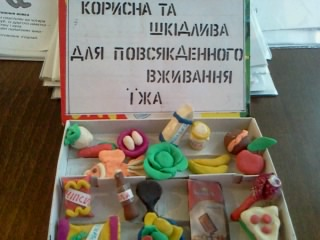 КОРИСНА ТА
ШКІДЛИВА
ДЛЯ ПОВСЯКДЕННОГО
ВЖИВАННЯ
ЇЖА